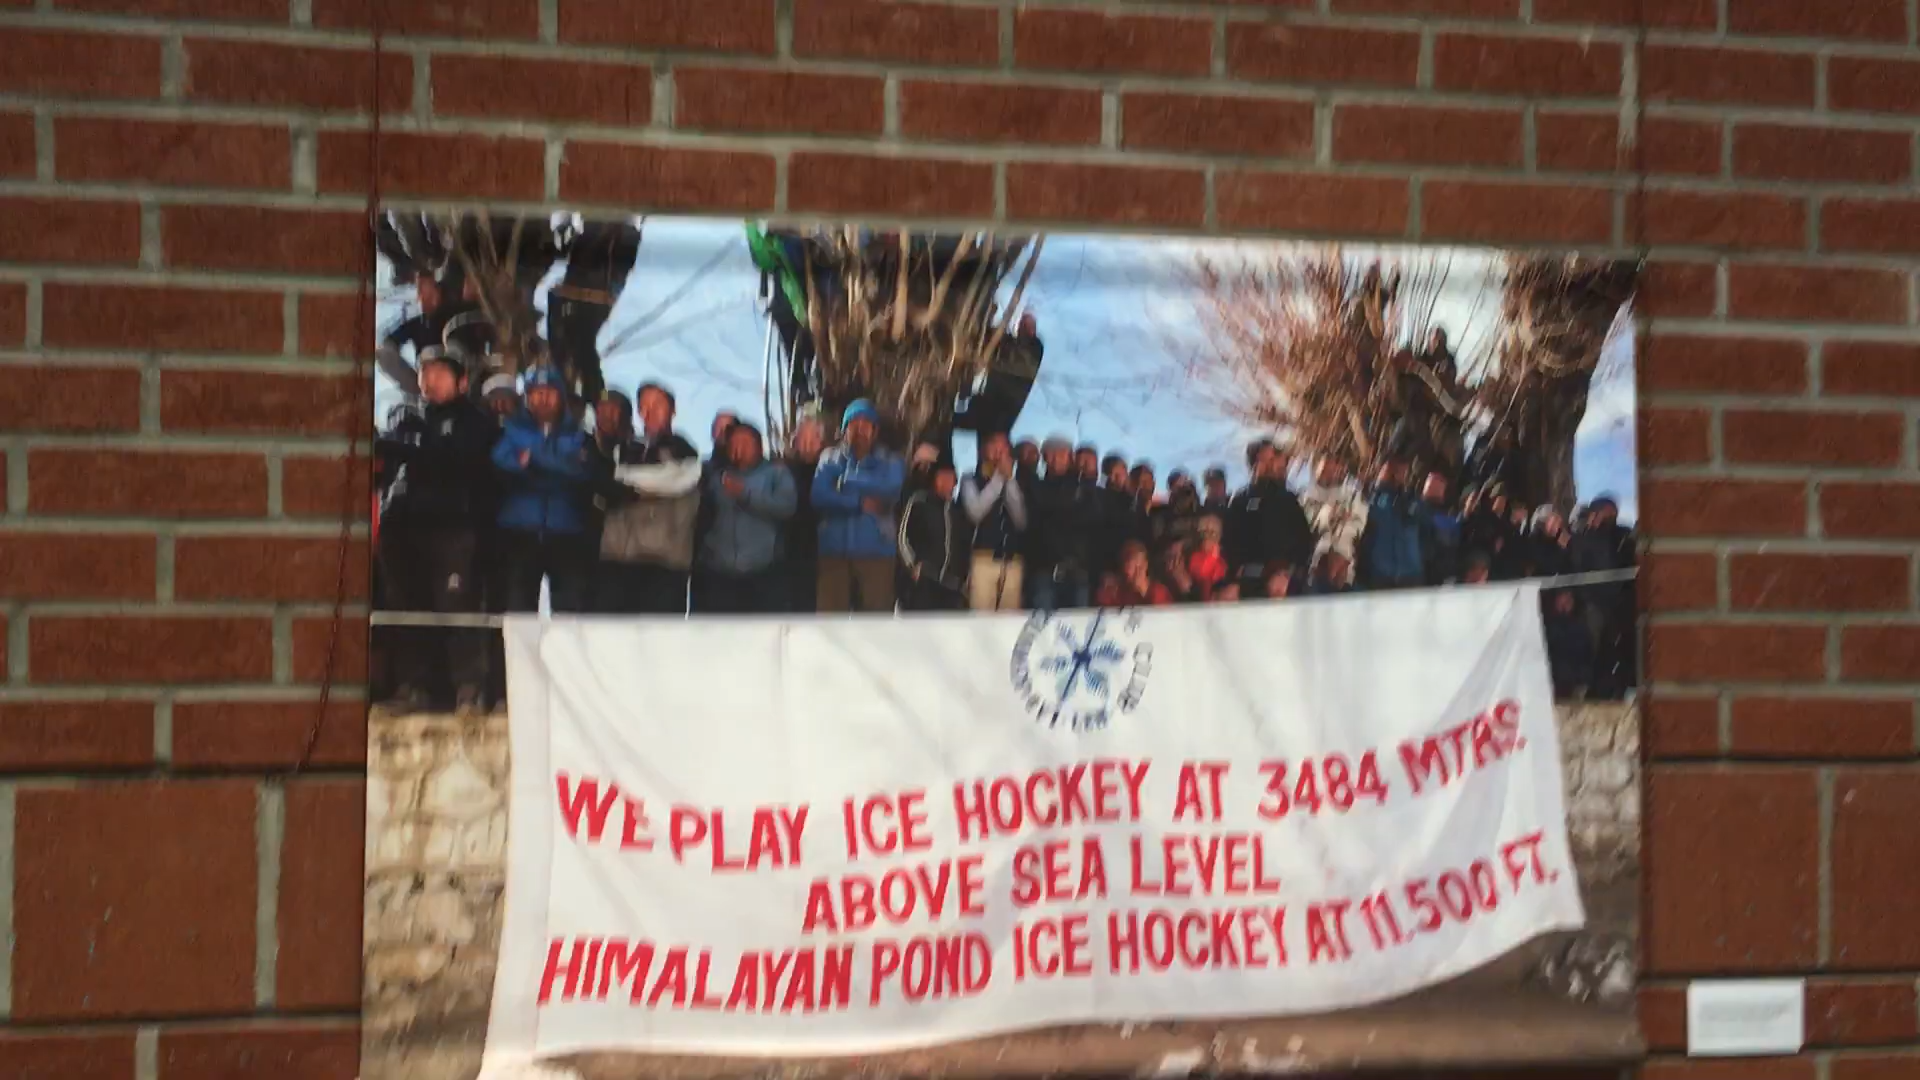 WE PLAY ICE HOCKEY AT 3484 MTRS.
ABOVE SEA LEVEL
HIMALAYAN POND ICE HOCKEY AT 11.500 FT.